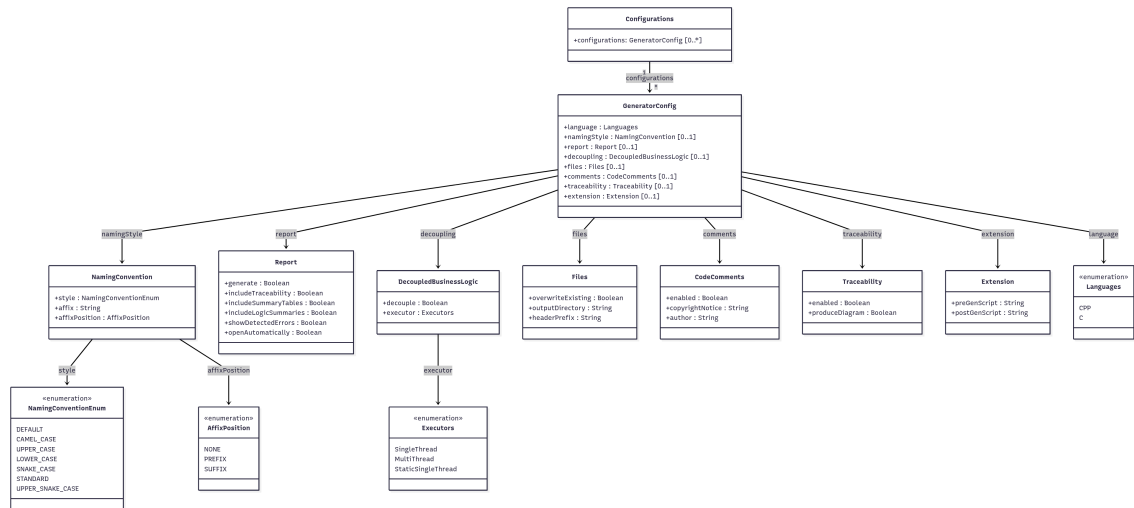 Configurations
+configurations: GeneratorConfig [0..*]
configurations
GeneratorConfig
+language : Languages
+namingStyle : NamingConvention [0..1]
+report : Report [0..1]
+decoupling : DecoupledBusinessLogic [0..1]
+files : Files [0..1]
+comments : CodeComments [0..1]
+traceability : Traceability [0..1]
+extension : Extension [0..1]
namingStyle
report
decoupling
files
comments
traceability
extension
language
NamingConvention
+style : NamingConventionEnum
+affix : String
+affixPosition : AffixPosition
Report
+generate : Boolean
+includeTraceability : Boolean
+includeSummaryTables : Boolean
+includeLogicSummaries : Boolean
+showDetectedErrors : Boolean
+openAutomatically : Boolean
DecoupledBusinessLogic
+decouple : Boolean
+executor : Executors
Files
+overwriteExisting : Boolean
+outputDirectory : String
+headerPrefix : String
CodeComments
+enabled : Boolean
+copyrightNotice : String
+author : String
Traceability
+enabled : Boolean
+produceDiagram : Boolean
Extension
+preGenScript : String
+postGenScript : String
«enumeration»
Languages
CPP
C
style
affixPosition
executor
«enumeration»
NamingConventionEnum
DEFAULT
CAMEL_CASE
UPPER_CASE
LOWER_CASE
SNAKE_CASE
STANDARD
UPPER_SNAKE_CASE
«enumeration»
AffixPosition
NONE
PREFIX
SUFFIX
«enumeration»
Executors
SingleThread
MultiThread
StaticSingleThread